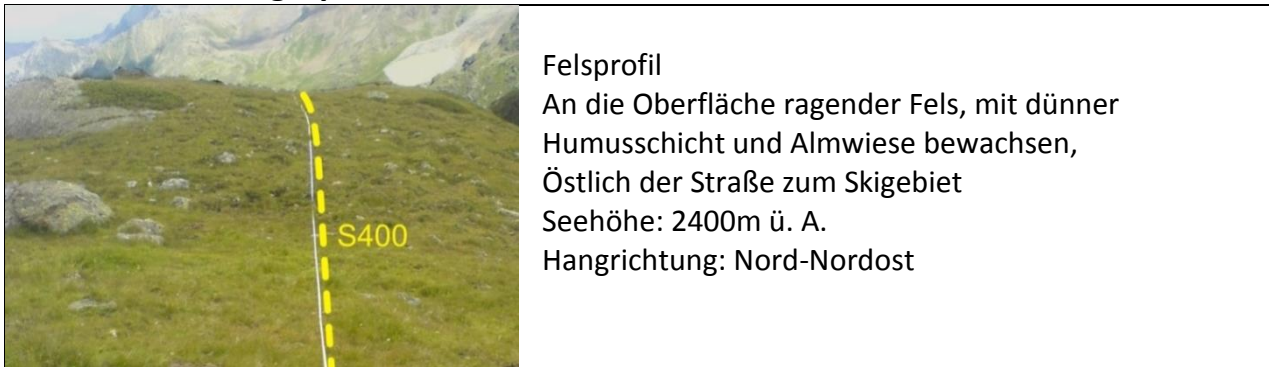 Felsprofil
An die Oberfläche ragender Fels, mit dünner
Humusschicht und Almwiese bewachsen,
Östlich der Straße zum Skigebiet
Seehöhe: 2400m ü. A.
Hangrichtung: Nord-Nordost
S400